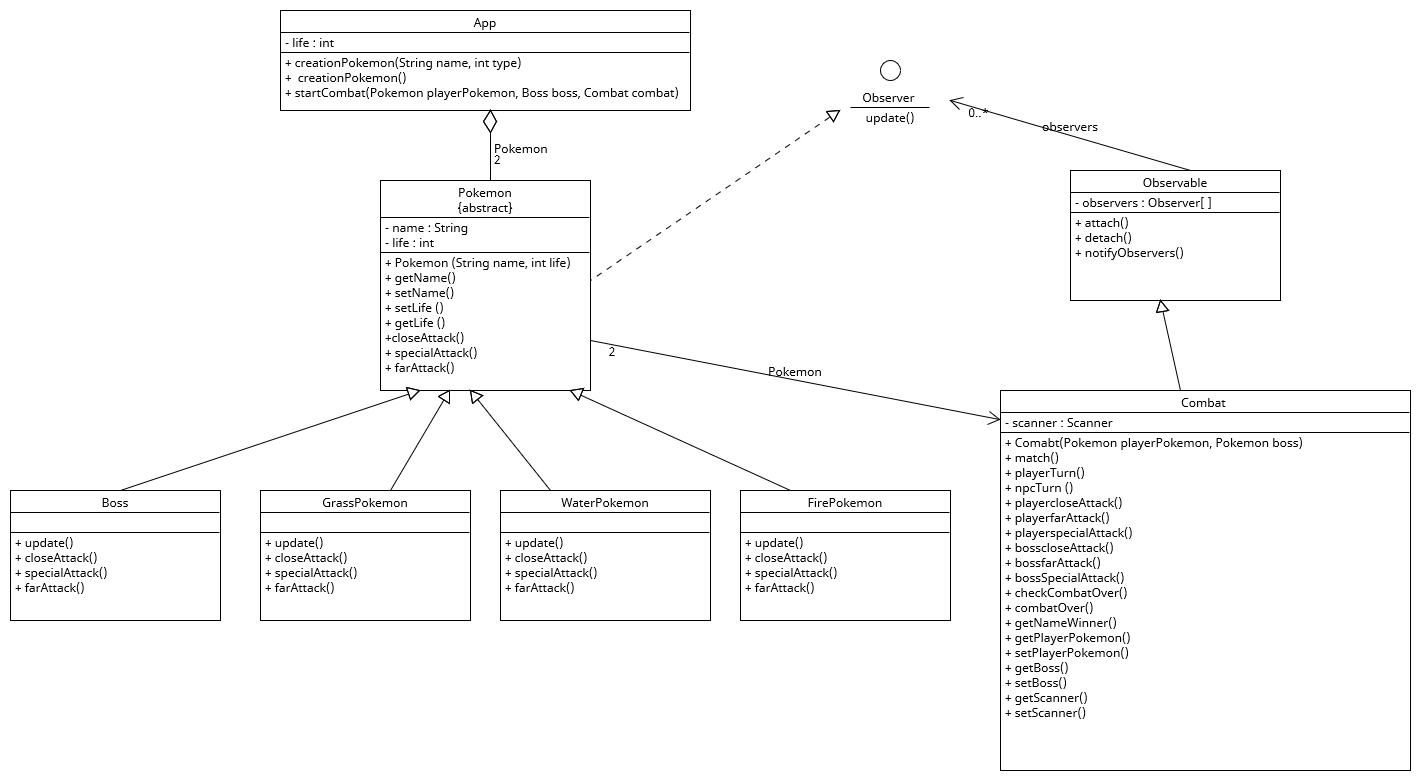 App
- life : int
+ creationPokemon(String name, int type)
+  creationPokemon()
+ startCombat(Pokemon playerPokemon, Boss boss, Combat combat)
Observer
update()
0..*
observers
Pokemon
2
Pokemon
{abstract}
- name : String
- life : int
+ Pokemon (String name, int life)
+ getName()
+ setName()
+ setLife ()
+ getLife ()
+closeAttack()
+ specialAttack()
+ farAttack()
Observable
- observers : Observer[ ]
+ attach()
+ detach()
+ notifyObservers()
2
Pokemon
Boss
+ update()
+ closeAttack()
+ specialAttack()
+ farAttack()
GrassPokemon
+ update()
+ closeAttack()
+ specialAttack()
+ farAttack()
WaterPokemon
+ update()
+ closeAttack()
+ specialAttack()
+ farAttack()
FirePokemon
+ update()
+ closeAttack()
+ specialAttack()
+ farAttack()
Combat
- scanner : Scanner
+ Comabt(Pokemon playerPokemon, Pokemon boss)
+ match()
+ playerTurn()
+ npcTurn ()
+ playercloseAttack()
+ playerfarAttack()
+ playerspecialAttack()
+ bosscloseAttack()
+ bossfarAttack()
+ bossSpecialAttack()
+ checkCombatOver()
+ combatOver()
+ getNameWinner()
+ getPlayerPokemon()
+ setPlayerPokemon()
+ getBoss()
+ setBoss()
+ getScanner()
+ setScanner()